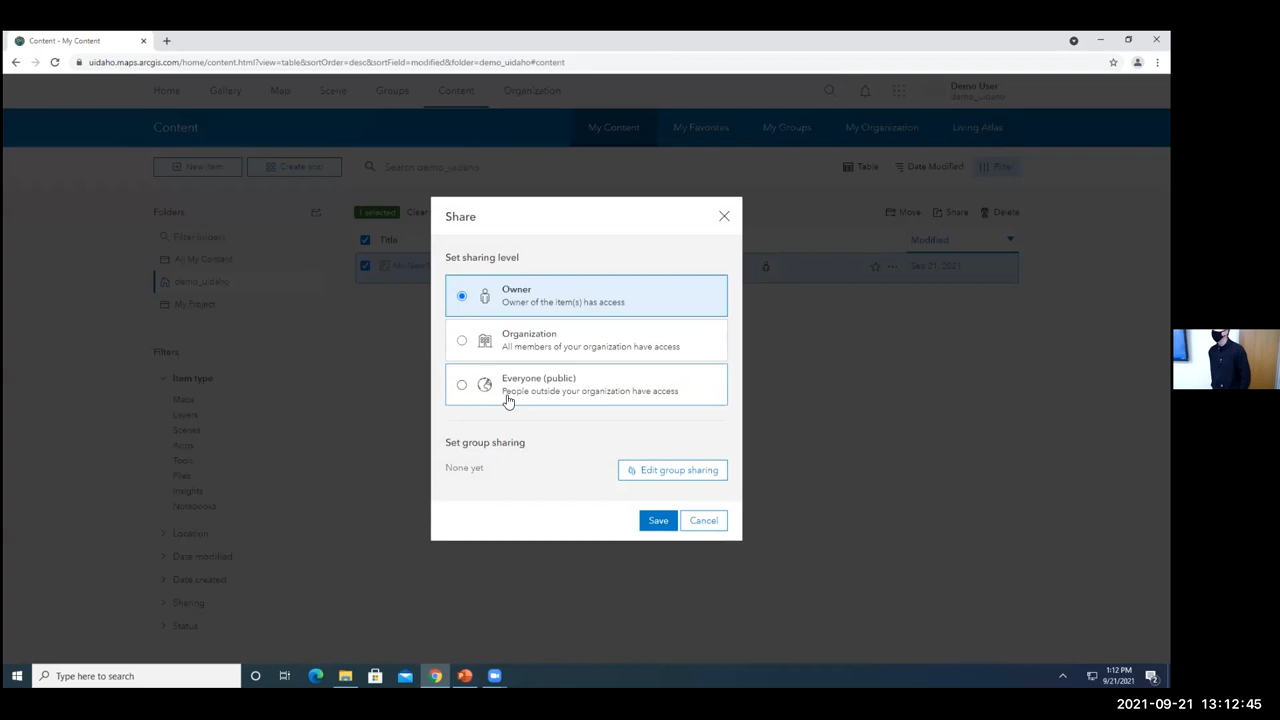 Content - My Content
uidaho.maps.arcgis.com/home/content.html?view=table&sortOrder=desc&sortField=modified&folder=demo_uidaho#content
Home Gallery Map Scene Groups Content Organization
Demo User
demo_uidaho
Content My Content My Favorites My Groups My Organization Living Atlas
New item Create app Search demo_uidaho Table Date Modified Filter
Folders 1 selected Clear Move Share Delete
Filter folders Title Modified
All My Content My New Sep 21, 2021
demo_uidaho
My Project
Filters
Item type
Maps
Layers
Scenes
Apps
Tools
Files
Insights
Notebooks
Location
Date modified
Date created
Sharing
Status
Share
Set sharing level
Owner
Owner of the item(s) has access
Organization
All members of your organization have access
Everyone (public)
People outside your organization have access
Set group sharing
None yet Edit group sharing
Save Cancel
Type here to search
1:12 PM
9/21/2021
2
2021-09-21 13:12:45